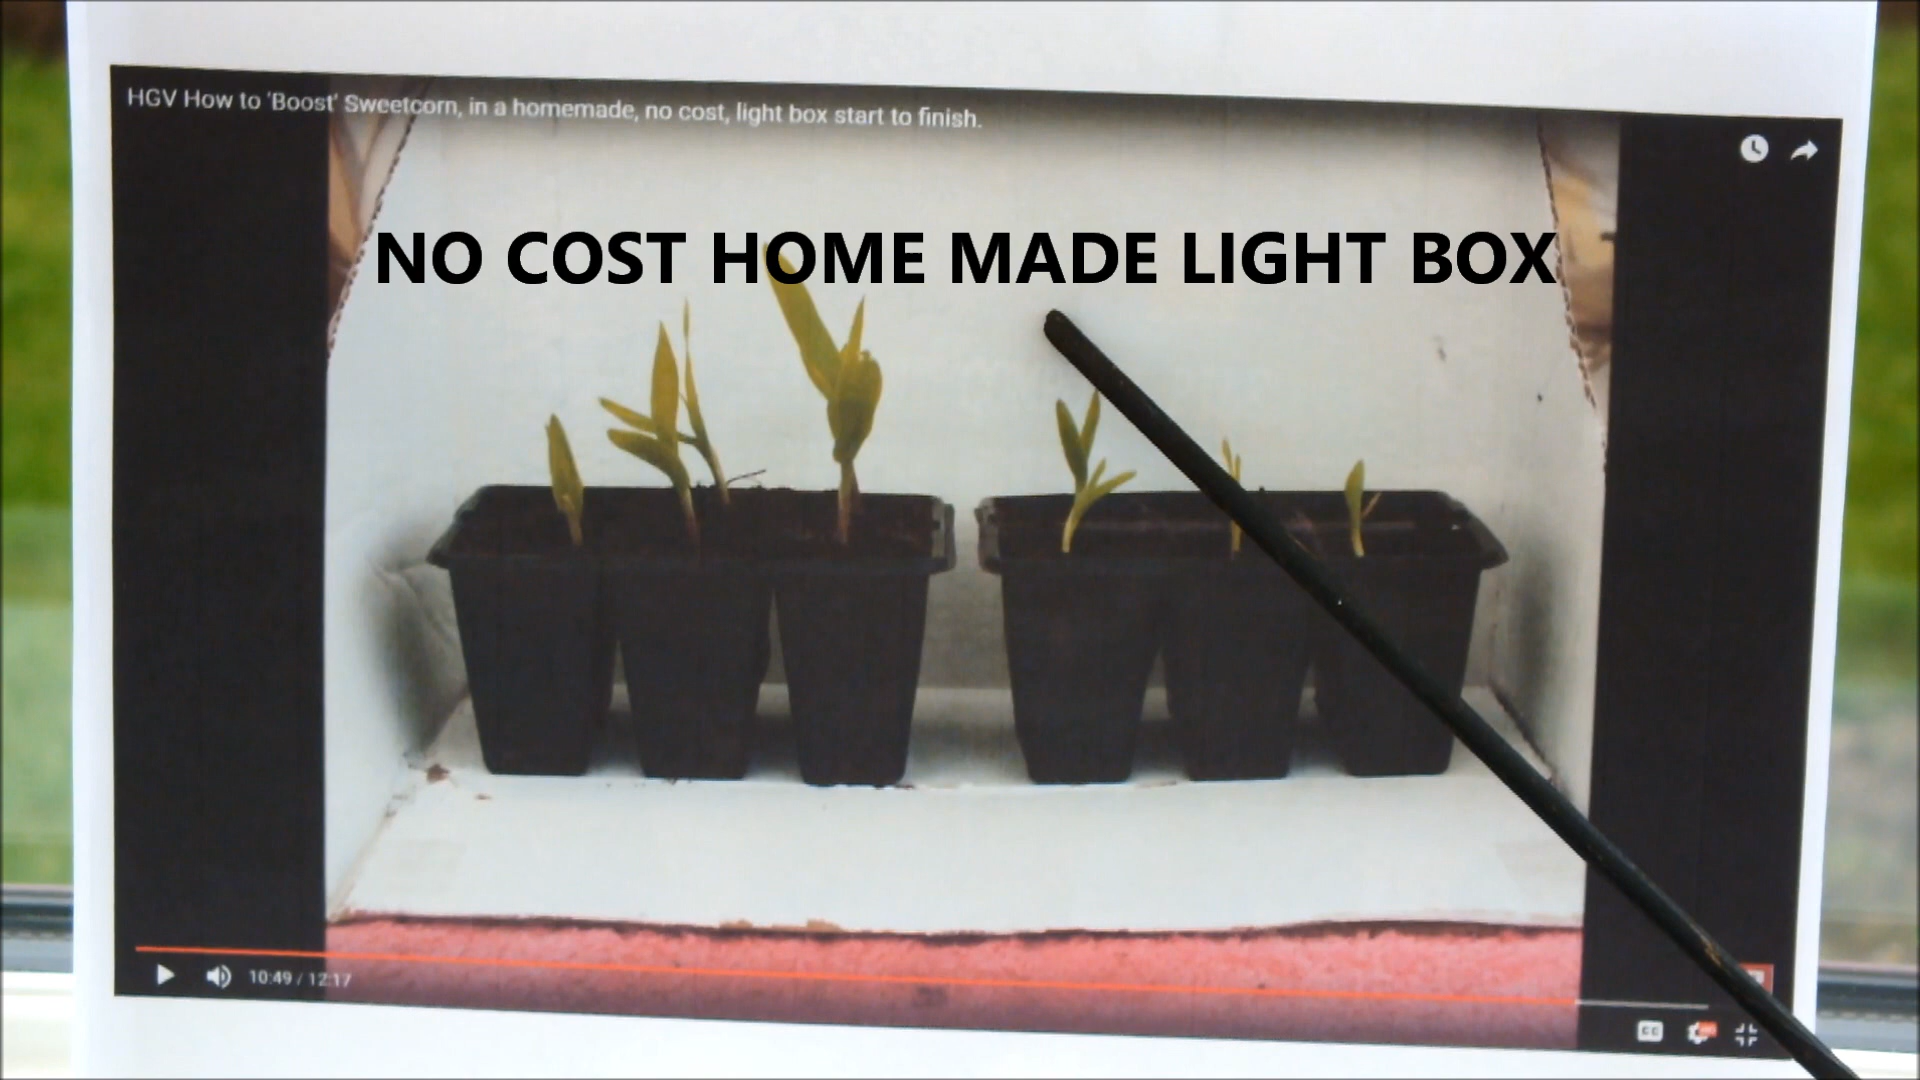 HGV How to 'Boost' Sweetcorn, in a homemade, no cost, light box start to finish.
NO COST HOME MADE LIGHT BOX
10:49 / 12:17
CC